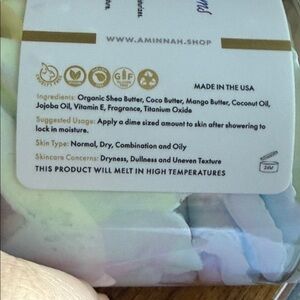 WWW.AMINNAH.SHOP
GF
MADE IN THE USA
Ingredients: Organic Shea Butter, Coco Butter, Mango Butter, Coconut Oil,
Jojoba Oil, Vitamin E, Fragrance, Titanium Oxide
Suggested Usage: Apply a dime sized amount to skin after showering to
lock in moisture.
Skin Type: Normal, Dry, Combination and Oily
Skincare Concerns: Dryness, Dullness and Uneven Texture
THIS PRODUCT WILL MELT IN HIGH TEMPERATURES
24M